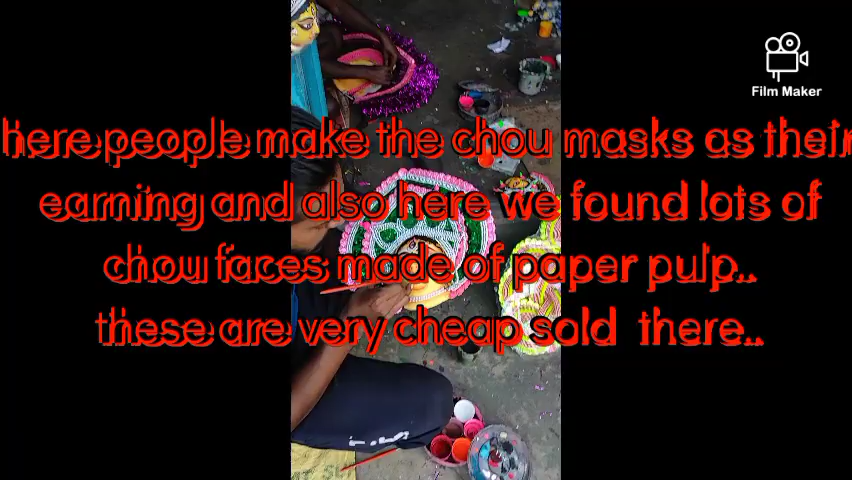 Film Maker
here people make the chou masks as their
earning and also here we found lots of
chou faces made of paper pulp..
these are very cheap sold there..